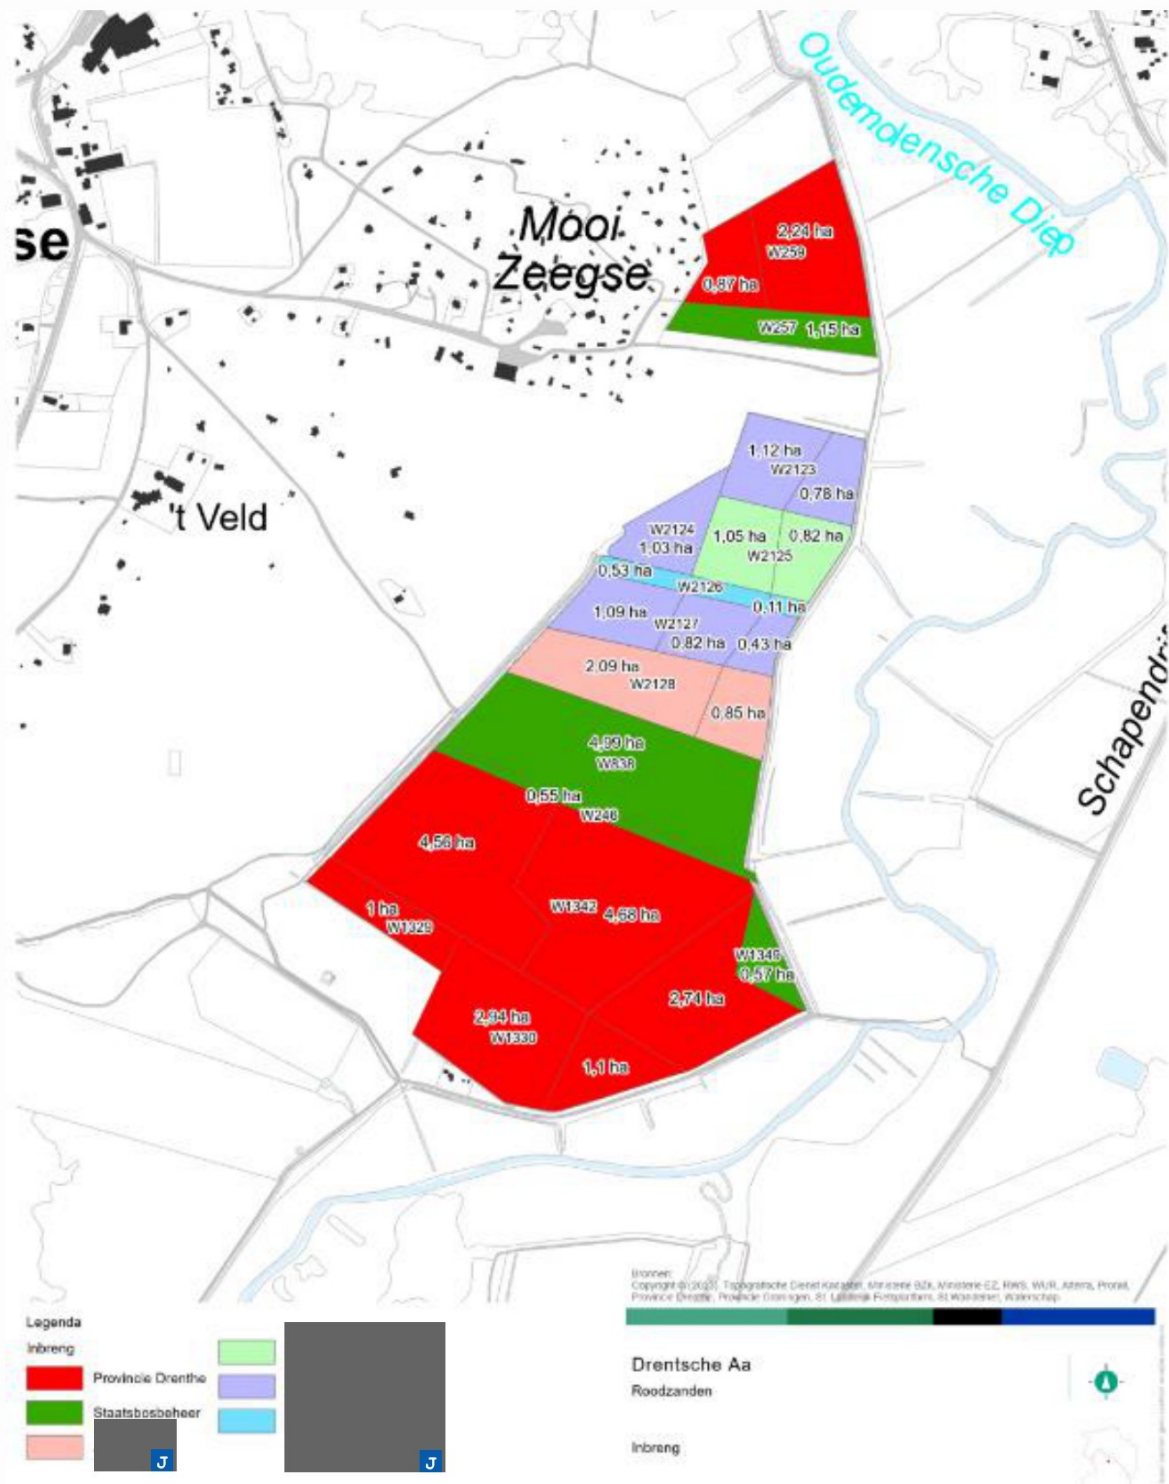 Oudemolensche Diep
se
Mooi
Zeegse
2,24 ha
W259
0,87 ha
W257 1,15 ha
1,12 ha
W2123
0,78 ha
't Veld
W2124
1,03 ha
1,05 ha
0,82 ha
W2125
0,53 ha
W2126
0,11 ha
1,09 ha
W2127
0,82 ha
0,43 ha
2,09 ha
W2128
0,85 ha
Schapendri
4,99 ha
W838
0,55 ha
W246
4,56 ha
1 ha
W1329
W1342 4,68 ha
W1349
0,57 ha
2,74 ha
2,94 ha
W1330
1,1 ha
Bronnen:
Legenda
Inbreng
Provincie Drenthe
Staatsbosbeheer
J
J
Drentsche Aa
Roodzanden
Inbreng